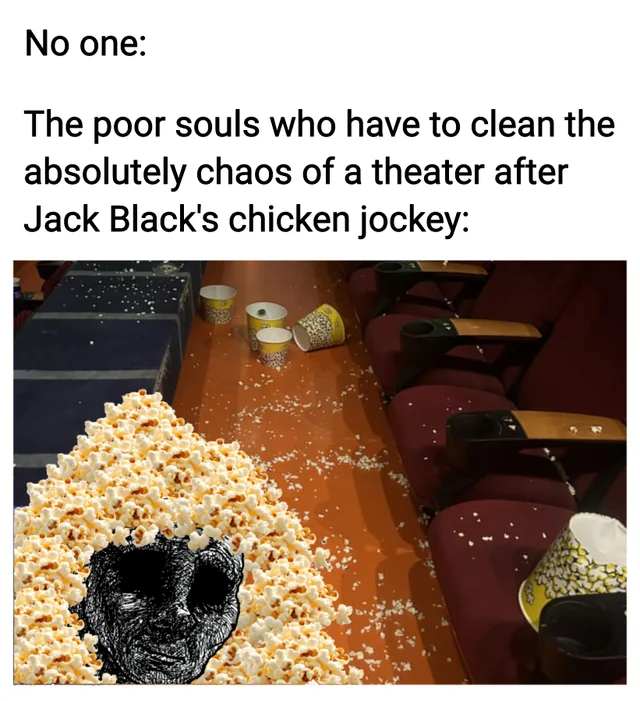 No one:
The poor souls who have to clean the
absolutely chaos of a theater after
Jack Black's chicken jockey: